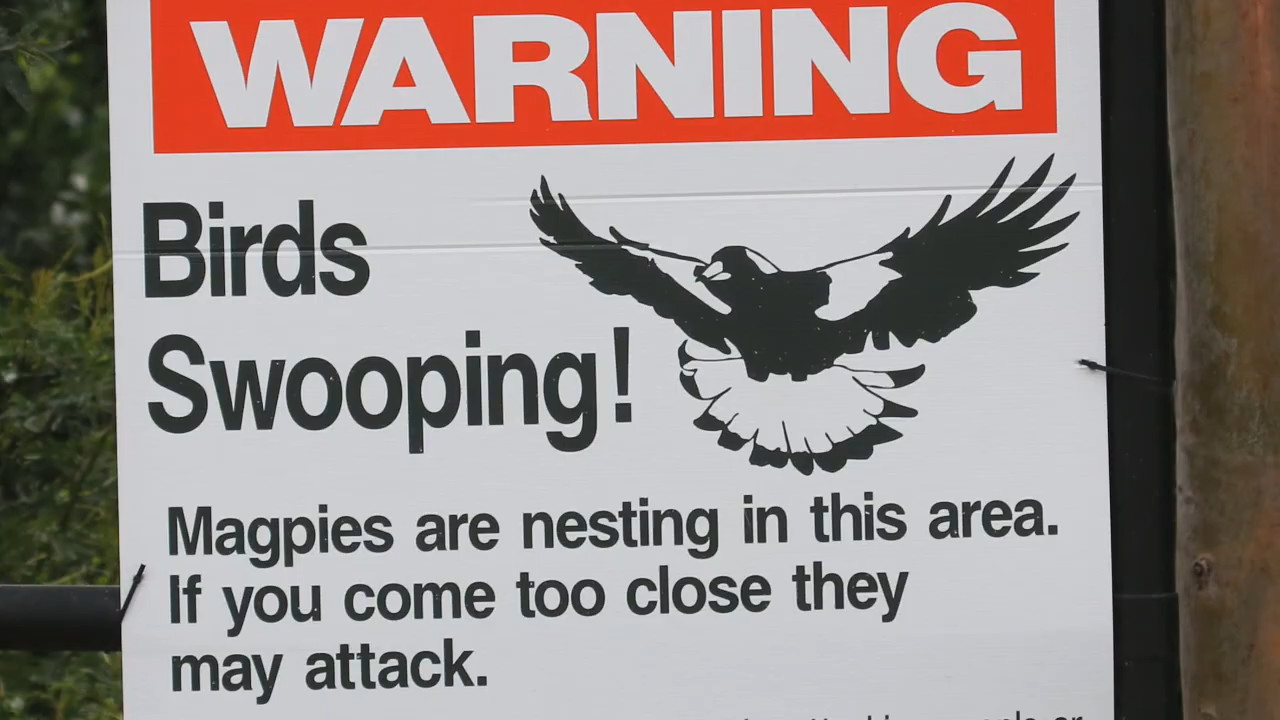 WARNING
Birds
Swooping!
Magpies are nesting in this area.
If you come too close they
may attack.